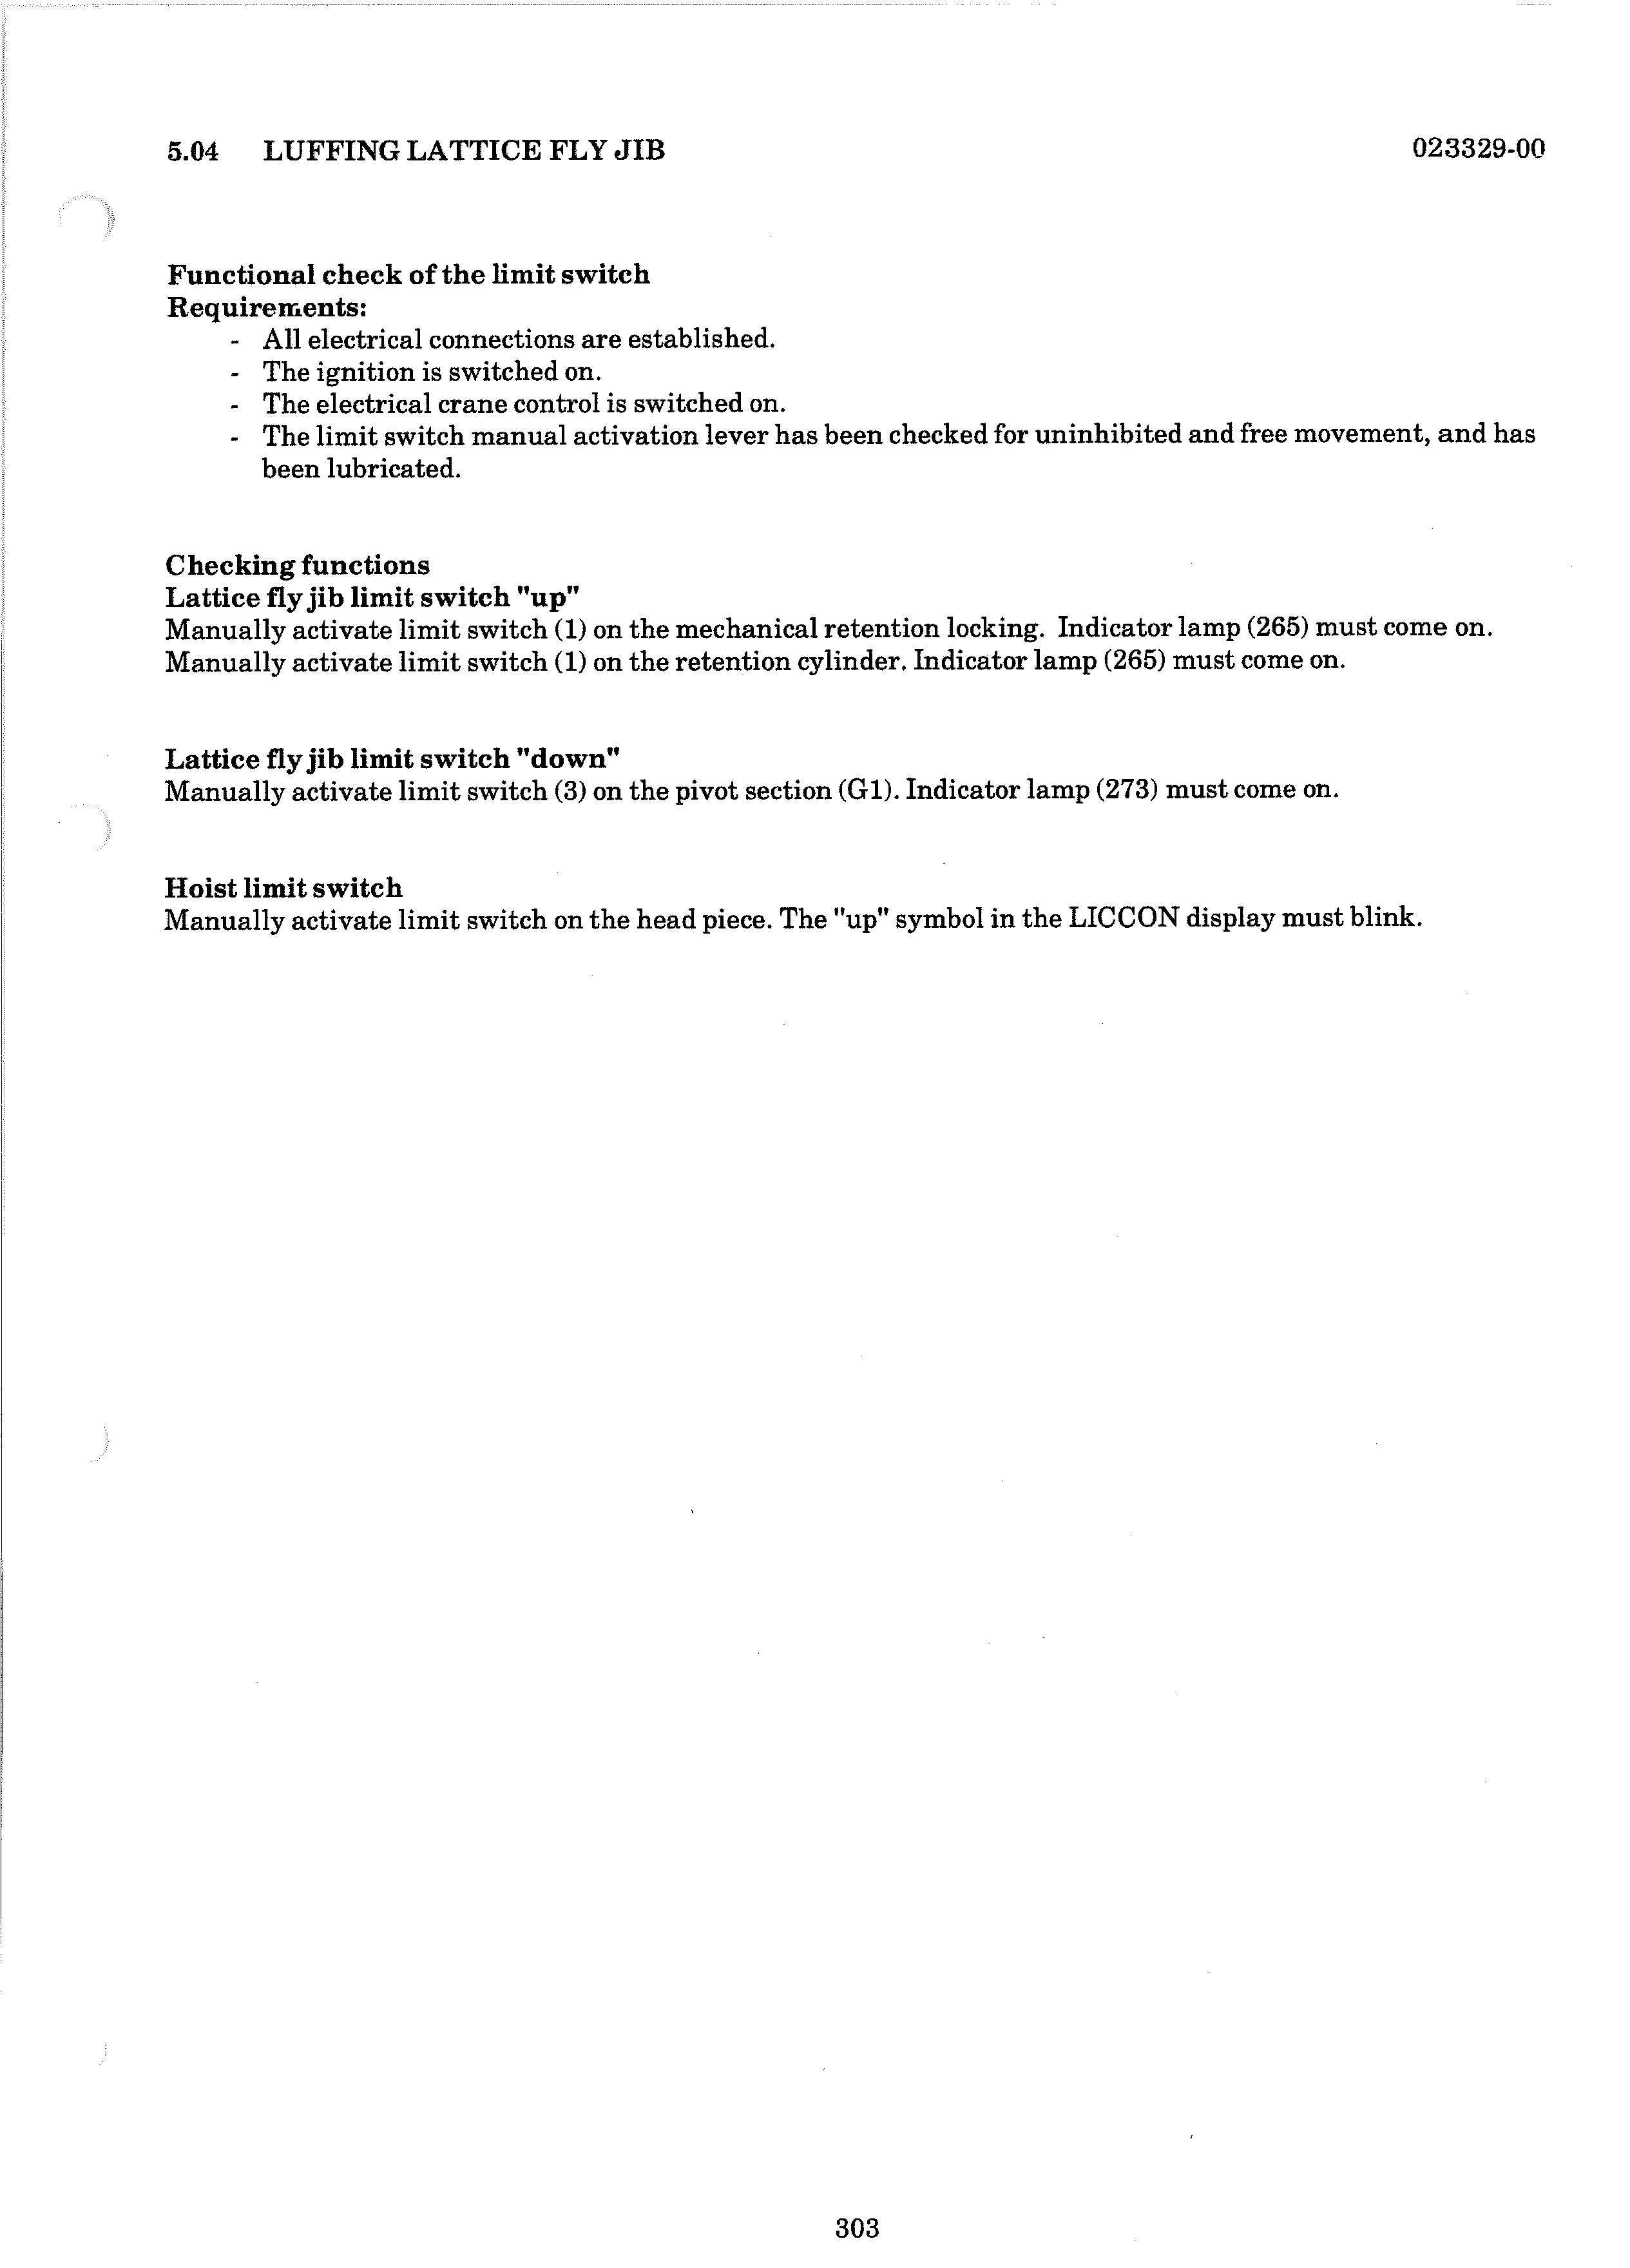 5.04 LUFFING LATTICE FLY JIB 023329-00
Functional check of the limit switch
Requirements:
- All electrical connections are established.
- The ignition is switched on.
- The electrical crane control is switched on.
- The limit switch manual activation lever has been checked for uninhibited and free movement, and has
been lubricated.
Checking functions
Lattice fly jib limit switch "up"
Manually activate limit switch (1) on the mechanical retention locking. Indicator lamp (265) must come on.
Manually activate limit switch (1) on the retention cylinder. Indicator lamp (265) must come on.
Lattice fly jib limit switch "down"
Manually activate limit switch (3) on the pivot section (G1). Indicator lamp (273) must come on.
Hoist limit switch
Manually activate limit switch on the head piece. The "up" symbol in the LICCON display must blink.
303